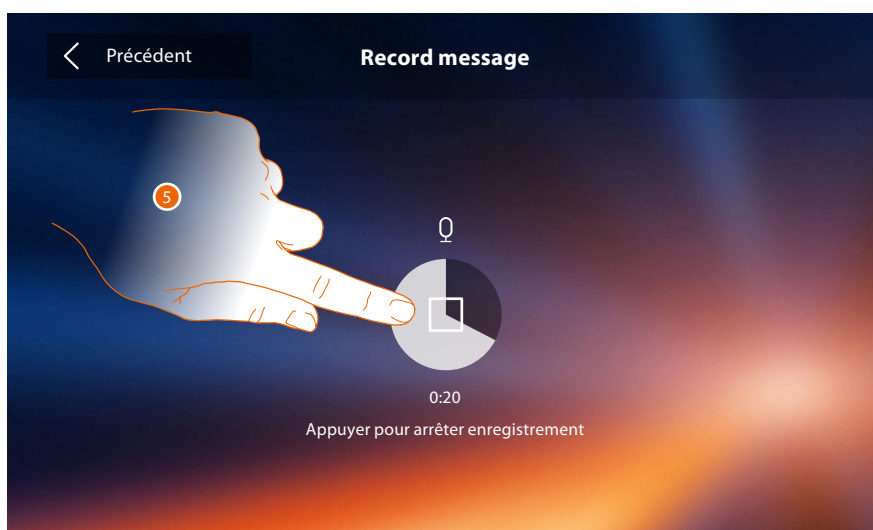 Précédent
Record message
5
0:20
Appuyer pour arrêter enregistrement